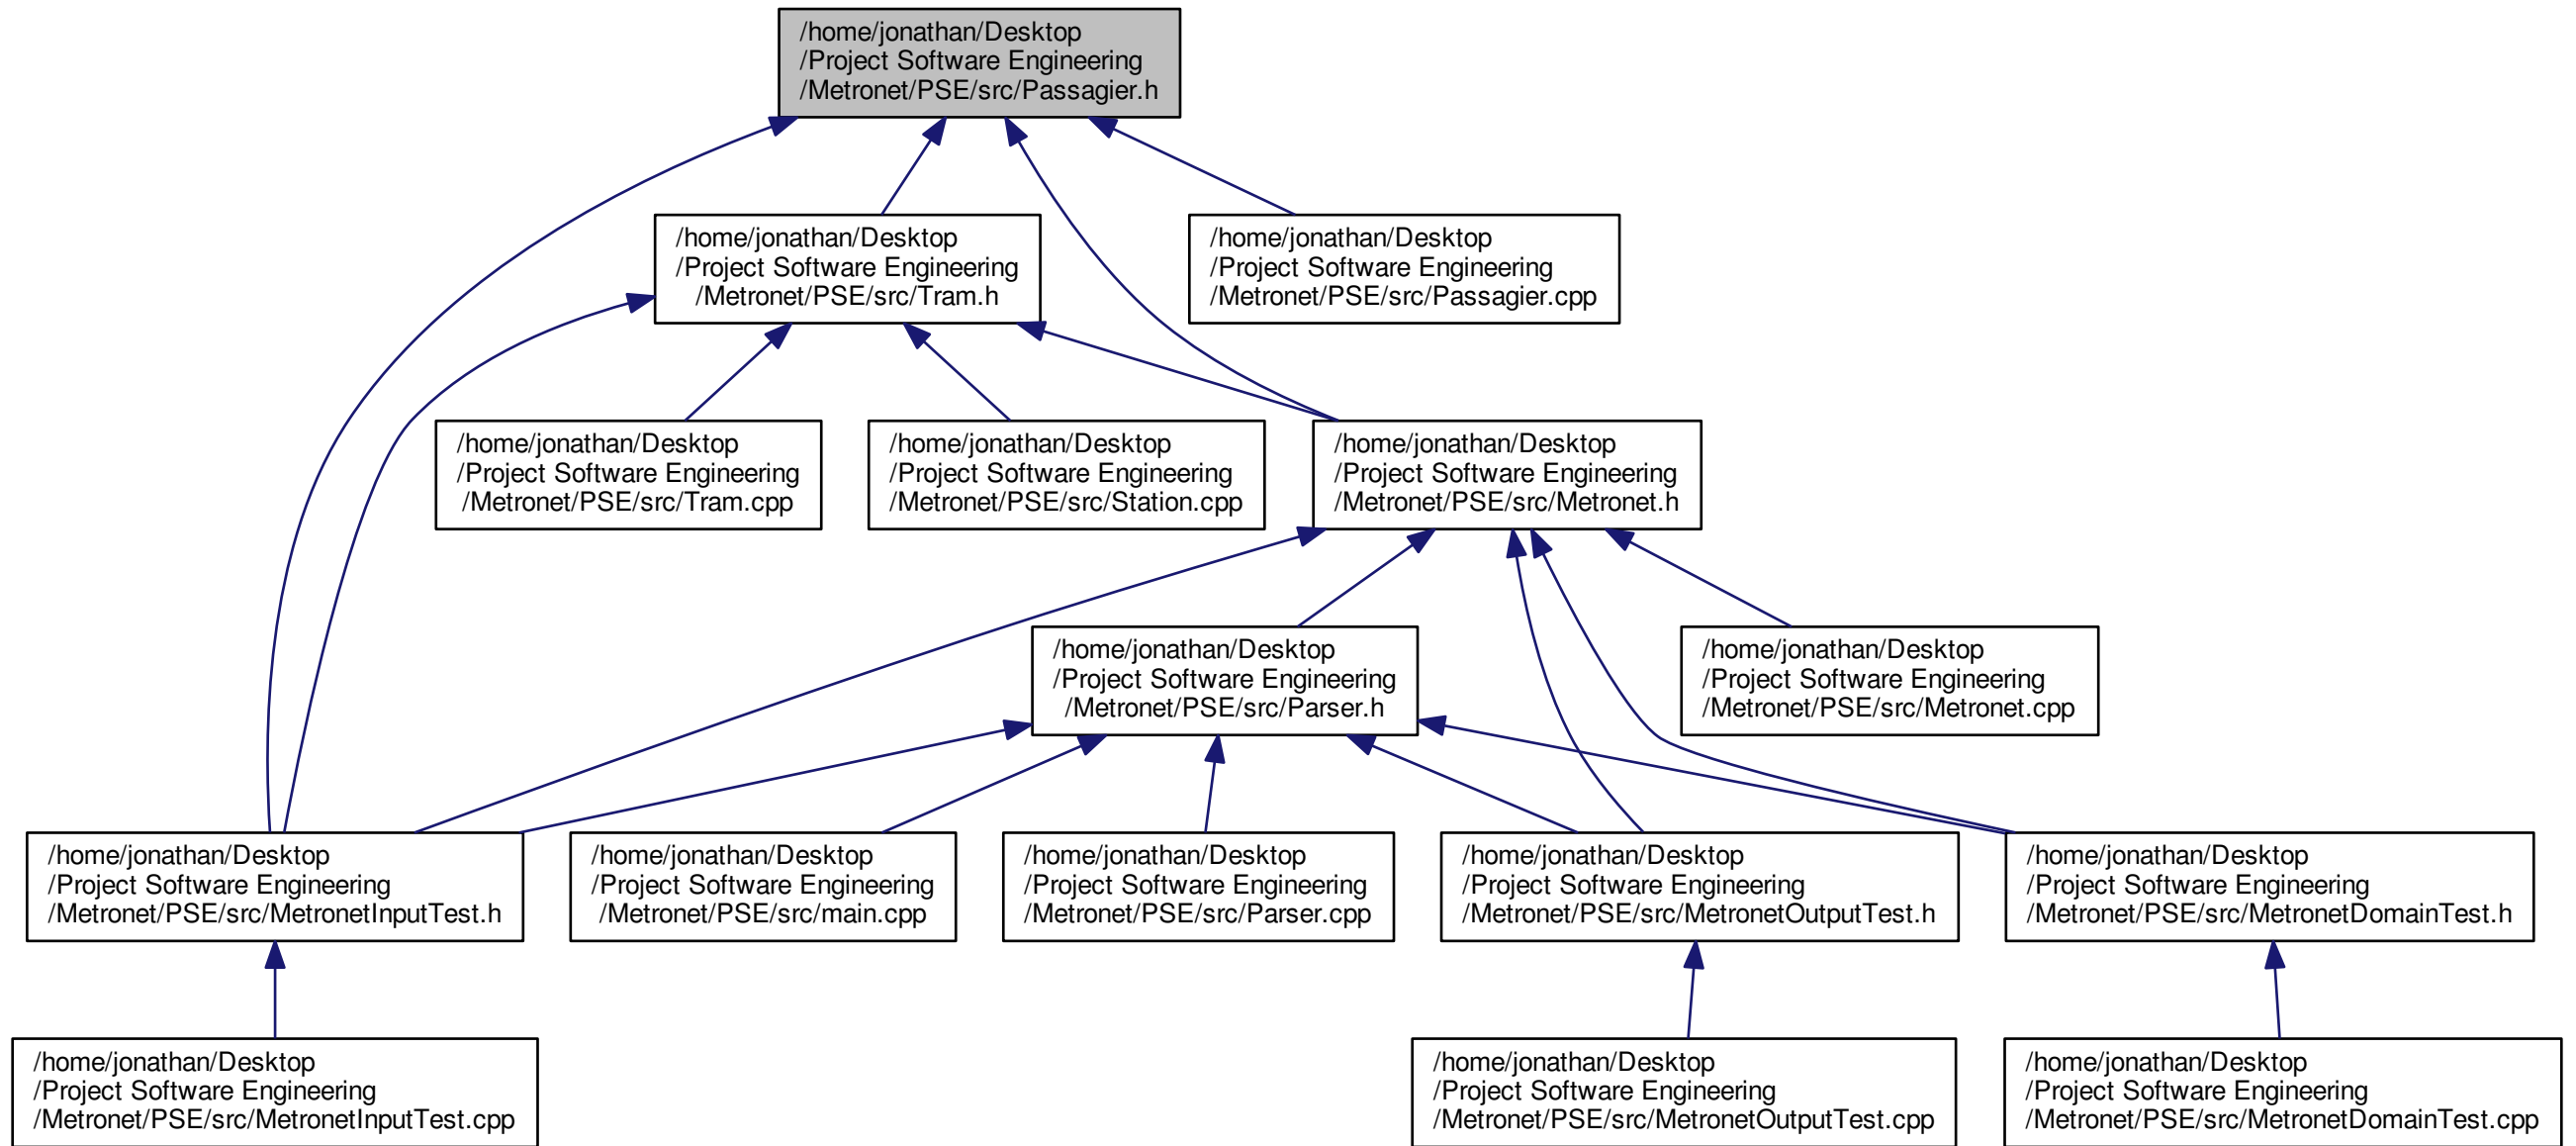 /home/jonathan/Desktop
/Project Software Engineering
/Metronet/PSE/src/Passagier.h
/home/jonathan/Desktop
/Project Software Engineering
/Metronet/PSE/src/Tram.h
/home/jonathan/Desktop
/Project Software Engineering
/Metronet/PSE/src/Passagier.cpp
/home/jonathan/Desktop
/Project Software Engineering
/Metronet/PSE/src/Tram.cpp
/home/jonathan/Desktop
/Project Software Engineering
/Metronet/PSE/src/Station.cpp
/home/jonathan/Desktop
/Project Software Engineering
/Metronet/PSE/src/Metronet.h
/home/jonathan/Desktop
/Project Software Engineering
/Metronet/PSE/src/Parser.h
/home/jonathan/Desktop
/Project Software Engineering
/Metronet/PSE/src/Metronet.cpp
/home/jonathan/Desktop
/Project Software Engineering
/Metronet/PSE/src/MetronetInputTest.h
/home/jonathan/Desktop
/Project Software Engineering
/Metronet/PSE/src/main.cpp
/home/jonathan/Desktop
/Project Software Engineering
/Metronet/PSE/src/Parser.cpp
/home/jonathan/Desktop
/Project Software Engineering
/Metronet/PSE/src/MetronetOutputTest.h
/home/jonathan/Desktop
/Project Software Engineering
/Metronet/PSE/src/MetronetDomainTest.h
/home/jonathan/Desktop
/Project Software Engineering
/Metronet/PSE/src/MetronetInputTest.cpp
/home/jonathan/Desktop
/Project Software Engineering
/Metronet/PSE/src/MetronetOutputTest.cpp
/home/jonathan/Desktop
/Project Software Engineering
/Metronet/PSE/src/MetronetDomainTest.cpp